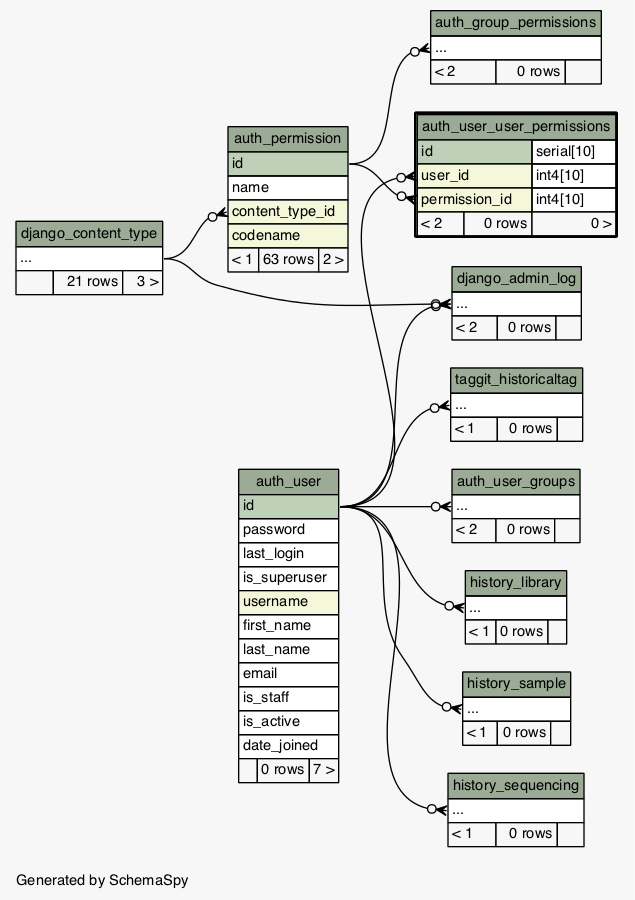 auth_group_permissions
...
< 2 0 rows
auth_user_user_permissions
id serial[10]
user_id int4[10]
permission_id int4[10]
< 2 0 rows 0 >
auth_permission
id
name
content_type_id
codename
< 1 63 rows 2 >
django_content_type
...
21 rows 3 >
django_admin_log
...
< 2 0 rows
taggit_historicaltag
...
< 1 0 rows
auth_user
id
password
last_login
is_superuser
username
first_name
last_name
email
is_staff
is_active
date_joined
0 rows 7 >
auth_user_groups
...
< 2 0 rows
history_library
...
< 1 0 rows
history_sample
...
< 1 0 rows
history_sequencing
...
< 1 0 rows
Generated by SchemaSpy